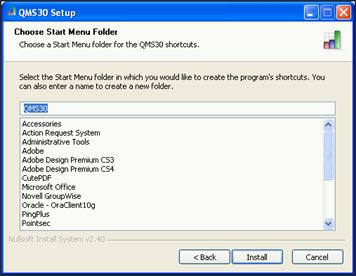 QMS30 Setup
Choose Start Menu Folder
Choose a Start Menu folder for the QMS30 shortcuts.
Select the Start Menu folder in which you would like to create the program's shortcuts. You
can also enter a name to create a new folder.
QMS30
Accessories
Action Request System
Administrative Tools
Adobe
Adobe Design Premium CS3
Adobe Design Premium CS4
CutePDF
Microsoft Office
Novell GroupWise
Oracle - OraClient10g
PingPlus
Pointsec
Nullsoft Install System v2.40
< Back
Install
Cancel